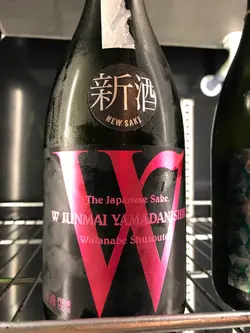 新酒
NEW SAKE
W
The Japanese Sake.
W JUNMAI YAMADANISHIKI
Watanabe Shuzouten